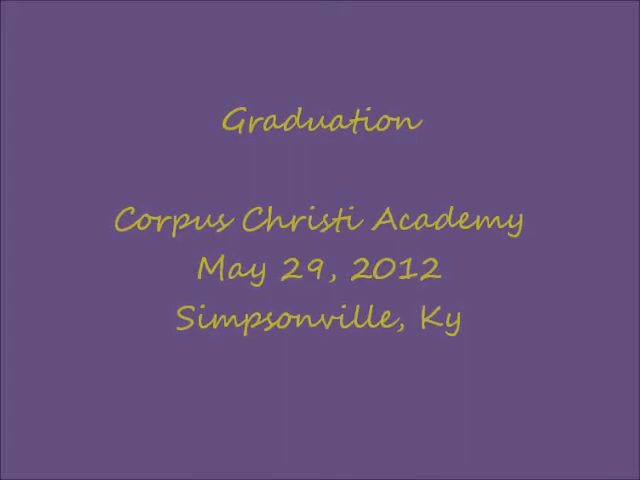 Graduation
Corpus Christi Academy
May 29, 2012
Simpsonville, Ky